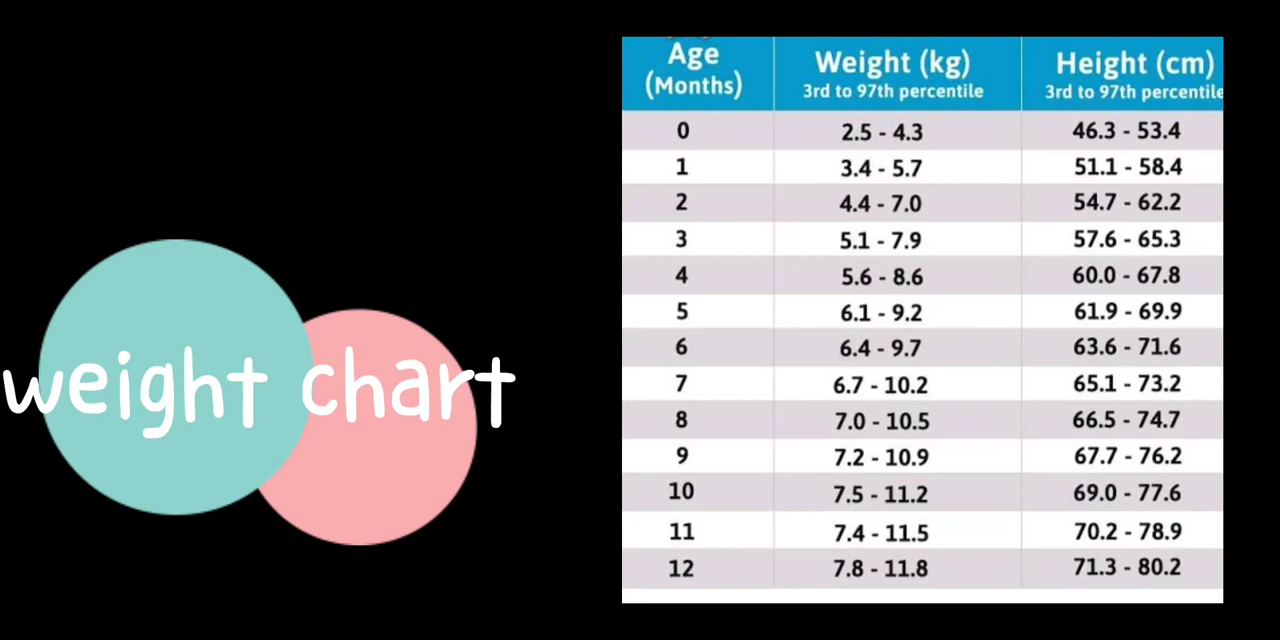 weight chart
Age (Months) Weight (kg) 3rd to 97th percentile Height (cm) 3rd to 97th percentile
0 2.5 - 4.3 46.3 - 53.4
1 3.4 - 5.7 51.1 - 58.4
2 4.4 - 7.0 54.7 - 62.2
3 5.1 - 7.9 57.6 - 65.3
4 5.6 - 8.6 60.0 - 67.8
5 6.1 - 9.2 61.9 - 69.9
6 6.4 - 9.7 63.6 - 71.6
7 6.7 - 10.2 65.1 - 73.2
8 7.0 - 10.5 66.5 - 74.7
9 7.2 - 10.9 67.7 - 76.2
10 7.5 - 11.2 69.0 - 77.6
11 7.4 - 11.5 70.2 - 78.9
12 7.8 - 11.8 71.3 - 80.2